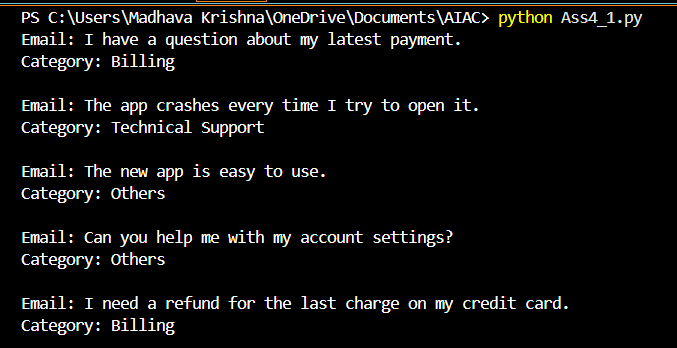 PS C:\Users\Madhava Krishna\OneDrive\Documents\AIAC> python Ass4_1.py
Email: I have a question about my latest payment.
Category: Billing
Email: The app crashes every time I try to open it.
Category: Technical Support
Email: The new app is easy to use.
Category: Others
Email: Can you help me with my account settings?
Category: Others
Email: I need a refund for the last charge on my credit card.
Category: Billing